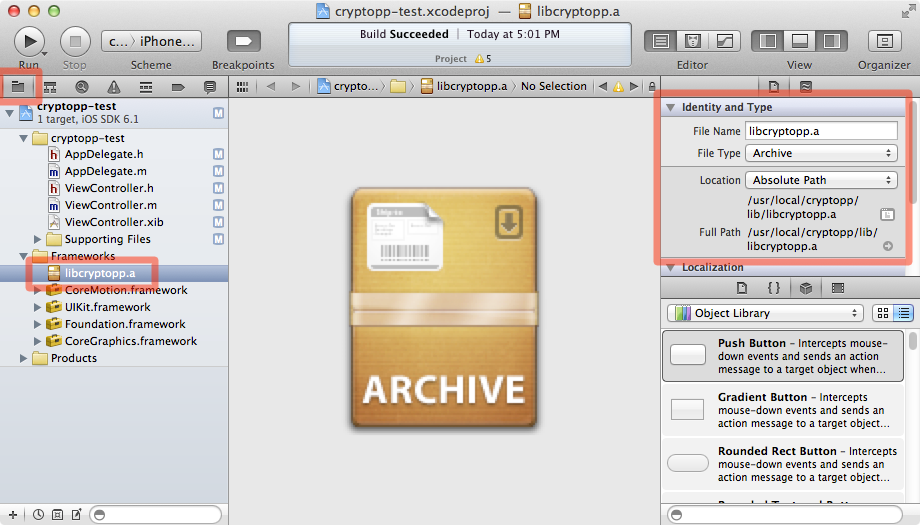 cryptopp-test.xcodeproj — libcryptopp.a
Run
Stop
c...〉iPhone...
Scheme
Breakpoints
Build Succeeded | Today at 5:01 PM
Project 5
Editor
View
Organizer
crypto... libcryptopp.a 〉No Selection
cryptopp-test
1 target, iOS SDK 6.1
M
cryptopp-test
h AppDelegate.h M
m AppDelegate.m M
h ViewController.h M
m ViewController.m M
ViewController.xib M
Supporting Files M
Frameworks
libcryptopp.a
CoreMotion.framework
UIKit.framework
Foundation.framework
CoreGraphics.framework
Products
Ship to:
ARCHIVE
Identity and Type
File Name libcryptopp.a
File Type Archive
Location Absolute Path
/usr/local/cryptopp/
lib/libcryptopp.a
Full Path /usr/local/cryptopp/lib/
libcryptopp.a
Localization
{ }
Object Library
Push Button – Intercepts mouse-
down events and sends an action
message to a target object when...
Gradient Button – Intercepts
mouse-down events and sends an
action message to a target object...
Rounded Rect Button – Intercepts
mouse-down events and sends an
action message to a target object...